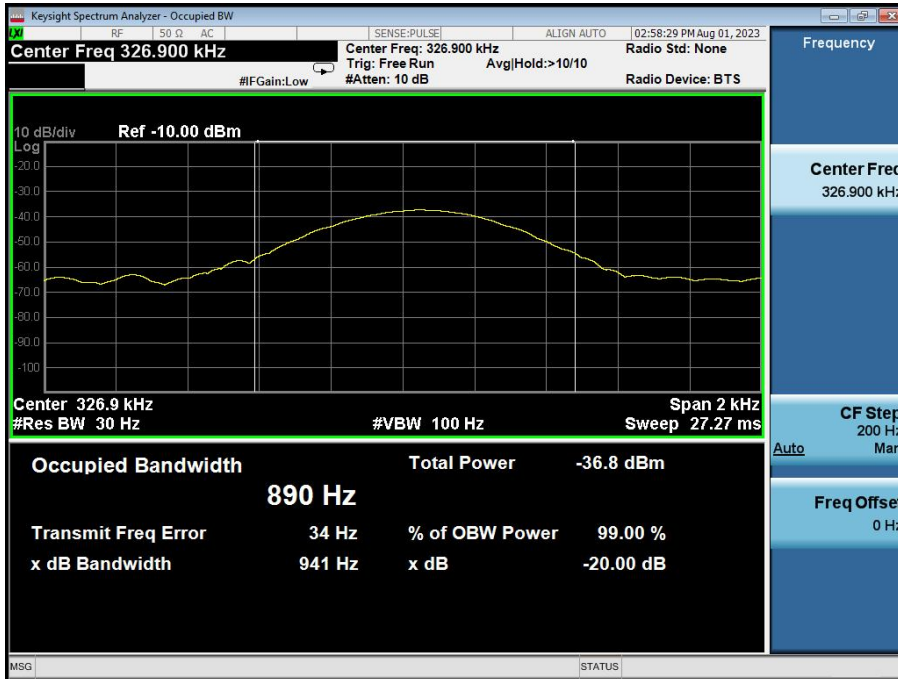 Keysight Spectrum Analyzer - Occupied BW
LXI RF 50 Ω AC SENSE:PULSE ALIGN AUTO 02:58:29 PM Aug 01, 2023
Center Freq 326.900 kHz
#IFGain:Low
Center Freq: 326.900 kHz
Trig: Free Run Avg|Hold:>10/10
#Atten: 10 dB
Radio Std: None
Radio Device: BTS
10 dB/div Ref -10.00 dBm
Log
-20.0
-30.0
-40.0
-50.0
-60.0
-70.0
-80.0
-90.0
-100
Center 326.9 kHz Span 2 kHz
#Res BW 30 Hz #VBW 100 Hz Sweep 27.27 ms
Occupied Bandwidth Total Power -36.8 dBm
890 Hz
Transmit Freq Error 34 Hz % of OBW Power 99.00 %
x dB Bandwidth 941 Hz x dB -20.00 dB
MSG STATUS
Frequency
Center Freq
326.900 kHz
CF Step
200 Hz
Auto Man
Freq Offset
0 Hz